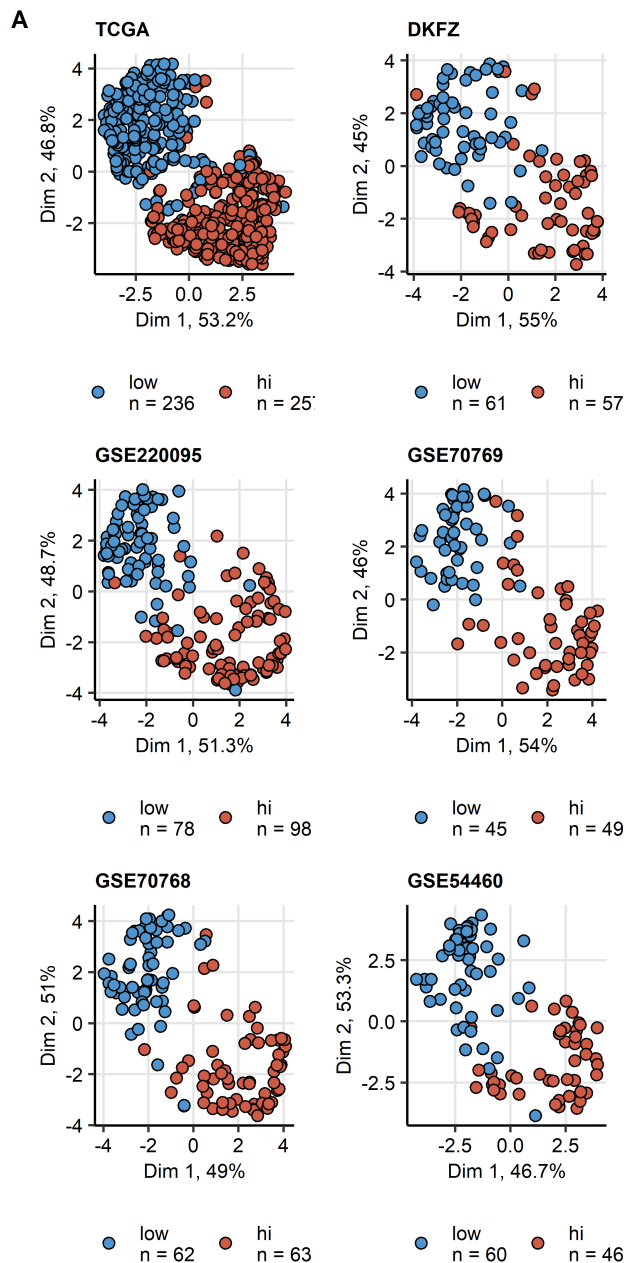 A
TCGA
4
2
0
-2
Dim 2, 46.8%
-2.5 0.0 2.5
Dim 1, 53.2%
low
n = 236
hi
DKFZ
4
2
0
-2
-4
Dim 2, 45%
-4 -2 0 2 4
Dim 1, 55%
low
n = 61
hi
n = 57
GSE220095
4
2
0
-2
-4
Dim 2, 48.7%
-4 -2 0 2 4
Dim 1, 51.3%
low
n = 78
hi
n = 98
GSE70769
4
2
0
-2
Dim 2, 46%
-4 -2 0 2 4
Dim 1, 54%
low
n = 45
hi
n = 49
GSE70768
4
2
0
-2
-4
Dim 2, 51%
-4 -2 0 2 4
Dim 1, 49%
low
n = 62
hi
n = 63
GSE54460
2.5
0.0
-2.5
Dim 2, 53.3%
-2.5 0.0 2.5
Dim 1, 46.7%
low
n = 60
hi
n = 46